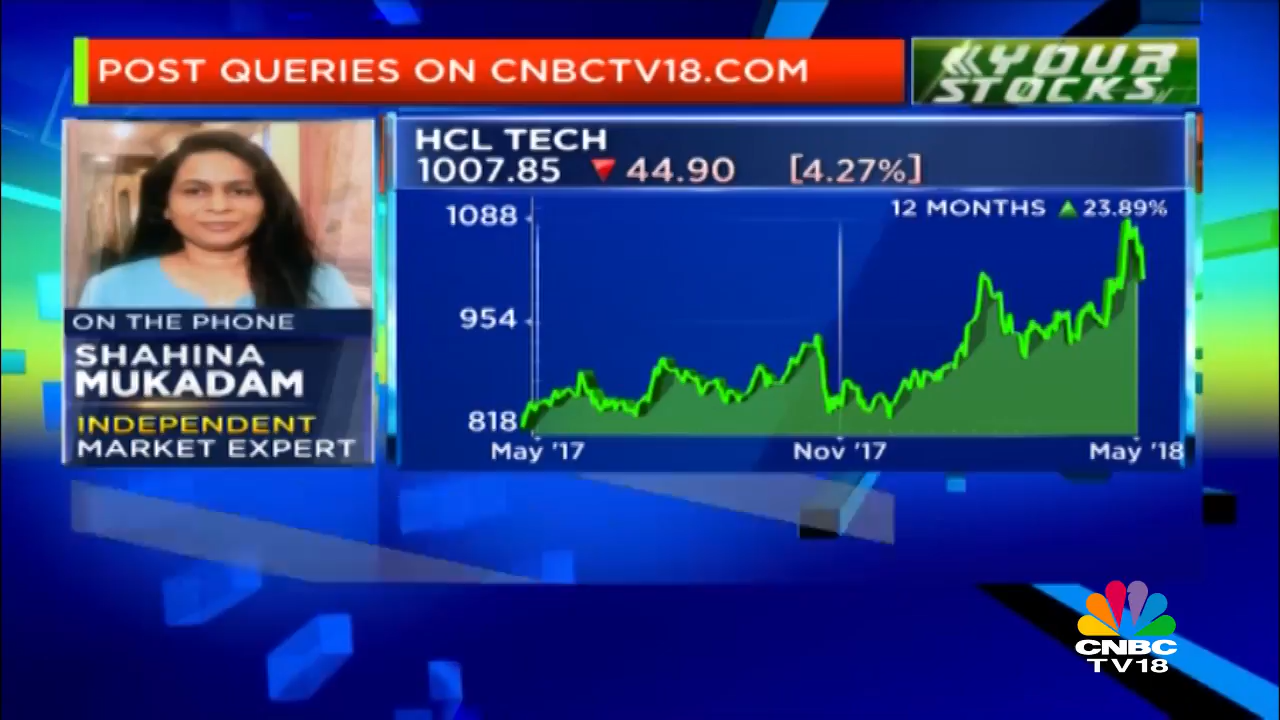 POST QUERIES ON CNBCTV18.COM
YOUR
STOCKS
HCL TECH
1007.85 ▼ 44.90 [4.27%]
12 MONTHS ▲ 23.89%
1088
954
818
May '17 Nov '17 May '18
ON THE PHONE
SHAHINA
MUKADAM
INDEPENDENT
MARKET EXPERT
CNBC
TV18